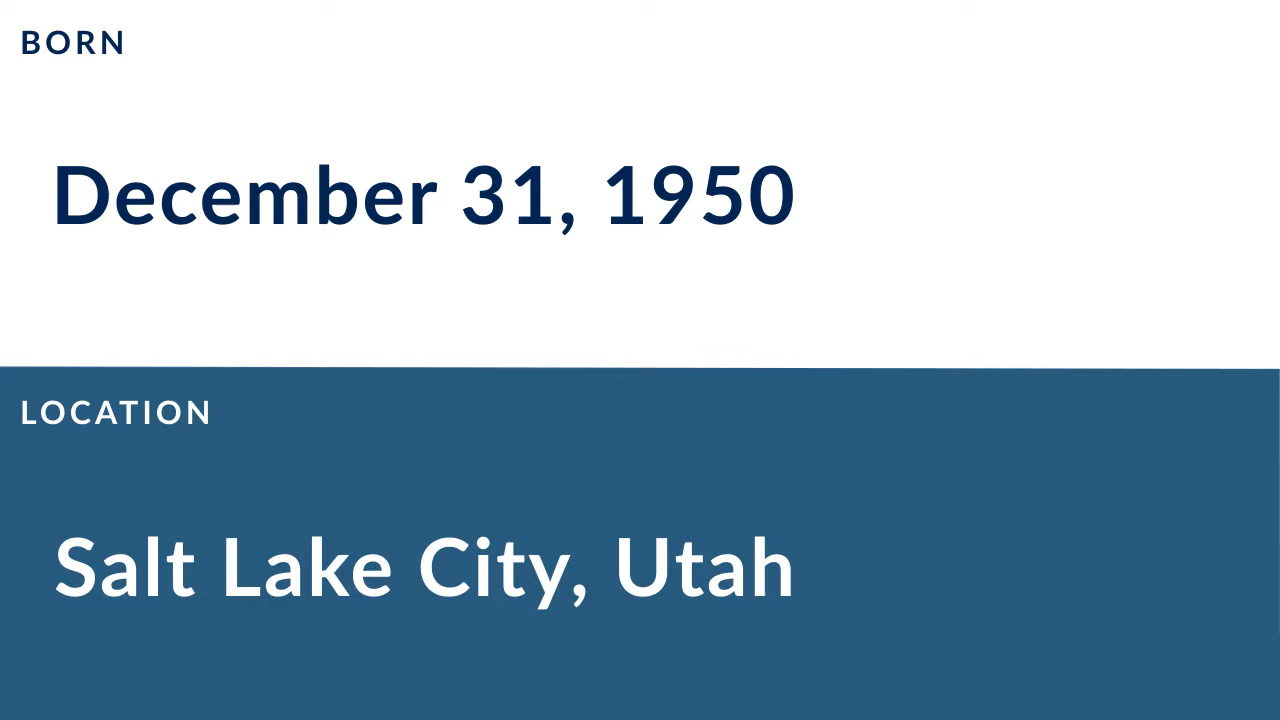 BORN
December 31, 1950
LOCATION
Salt Lake City, Utah